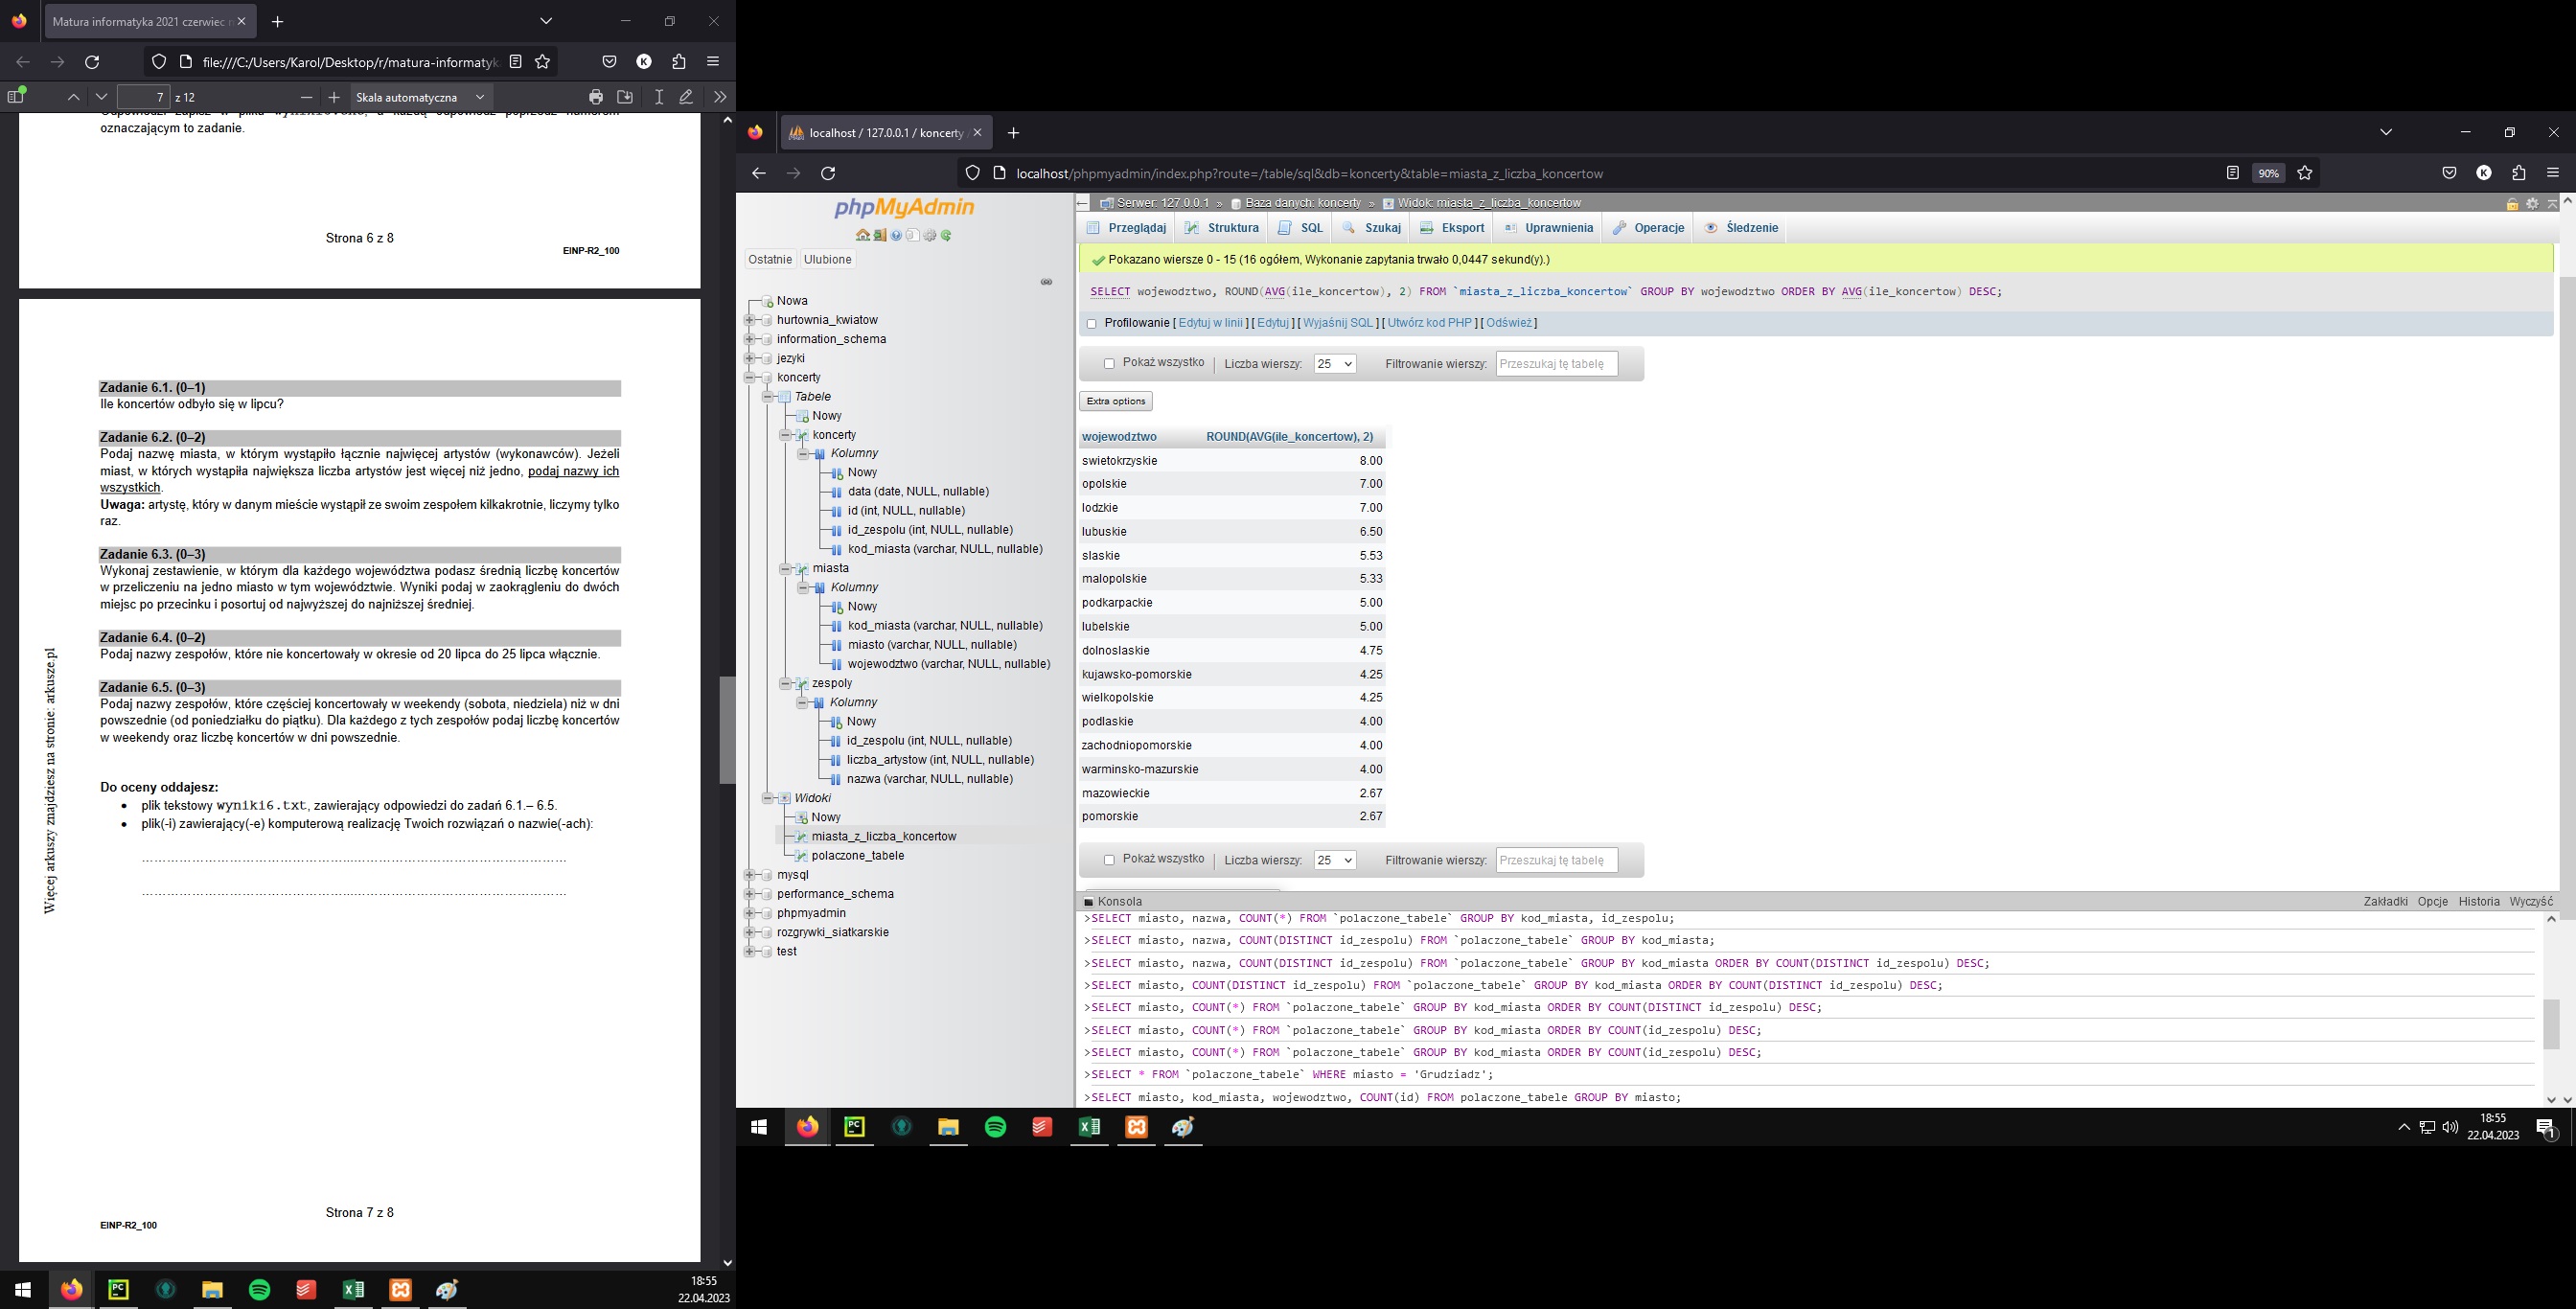 Matura informatyka 2021 czerwiec
file:///C:/Users/Karol/Desktop/r/matura-informatyk
K
7 z 12
Skala automatyczna
oznaczającym to zadanie.
Strona 6 z 8
EINP-R2_100
Zadanie 6.1. (0–1)
Ile koncertów odbyło się w lipcu?
Zadanie 6.2. (0–2)
Podaj nazwę miasta, w którym wystąpiło łącznie najwięcej artystów (wykonawców). Jeżeli
miast, w których wystąpiła największa liczba artystów jest więcej niż jedno, podaj nazwy ich
wszystkich.
Uwaga: artystę, który w danym mieście wystąpił ze swoim zespołem kilkakrotnie, liczymy tylko
raz.
Zadanie 6.3. (0–3)
Wykonaj zestawienie, w którym dla każdego województwa podasz średnią liczbę koncertów
w przeliczeniu na jedno miasto w tym województwie. Wyniki podaj w zaokrągleniu do dwóch
miejsc po przecinku i posortuj od najwyższej do najniższej średniej.
Zadanie 6.4. (0–2)
Podaj nazwy zespołów, które nie koncertowały w okresie od 20 lipca do 25 lipca włącznie.
Zadanie 6.5. (0–3)
Podaj nazwy zespołów, które częściej koncertowały w weekendy (sobota, niedziela) niż w dni
powszednie (od poniedziałku do piątku). Dla każdego z tych zespołów podaj liczbę koncertów
w weekendy oraz liczbę koncertów w dni powszednie.
Do oceny oddajesz:
• plik tekstowy wyniki6.txt, zawierający odpowiedzi do zadań 6.1.– 6.5.
• plik(-i) zawierający(-e) komputerową realizację Twoich rozwiązań o nazwie(-ach):
Więcej arkuszy znajdziesz na stronie: arkusze.pl
Strona 7 z 8
EINP-R2_100
PC
18:55
22.04.2023
localhost / 127.0.0.1 / koncerty
localhost/phpmyadmin/index.php?route=/table/sql&db=koncerty&table=miasta_z_liczba_koncertow
90%
K
phpMyAdmin
Ostatnie Ulubione
Nowa
hurtownia_kwiatow
information_schema
jezyki
koncerty
Tabele
Nowy
koncerty
Kolumny
Nowy
data (date, NULL, nullable)
id (int, NULL, nullable)
id_zespolu (int, NULL, nullable)
kod_miasta (varchar, NULL, nullable)
miasta
Kolumny
Nowy
kod_miasta (varchar, NULL, nullable)
miasto (varchar, NULL, nullable)
wojewodztwo (varchar, NULL, nullable)
zespoly
Kolumny
Nowy
id_zespolu (int, NULL, nullable)
liczba_artystow (int, NULL, nullable)
nazwa (varchar, NULL, nullable)
Widoki
Nowy
miasta_z_liczba_koncertow
polaczone_tabele
mysql
performance_schema
phpmyadmin
rozgrywki_siatkarskie
test
Serwer: 127.0.0.1 » Baza danych: koncerty » Widok: miasta_z_liczba_koncertow
Przeglądaj Struktura SQL Szukaj Eksport Uprawnienia Operacje Śledzenie
Pokazano wiersze 0 - 15 (16 ogółem, Wykonanie zapytania trwało 0,0447 sekund(y).)
SELECT wojewodztwo, ROUND(AVG(ile_koncertow), 2) FROM `miasta_z_liczba_koncertow` GROUP BY wojewodztwo ORDER BY AVG(ile_koncertow) DESC;
Profilowanie [ Edytuj w linii ] [ Edytuj ] [ Wyjaśnij SQL ] [ Utwórz kod PHP ] [ Odśwież ]
Pokaż wszystko Liczba wierszy: 25 Filtrowanie wierszy: Przeszukaj tę tabelę
Extra options
wojewodztwo ROUND(AVG(ile_koncertow), 2)
swietokrzyskie 8.00
opolskie 7.00
lodzkie 7.00
lubuskie 6.50
slaskie 5.53
malopolskie 5.33
podkarpackie 5.00
lubelskie 5.00
dolnoslaskie 4.75
kujawsko-pomorskie 4.25
wielkopolskie 4.25
podlaskie 4.00
zachodniopomorskie 4.00
warminsko-mazurskie 4.00
mazowieckie 2.67
pomorskie 2.67
Pokaż wszystko Liczba wierszy: 25 Filtrowanie wierszy: Przeszukaj tę tabelę
Konsola Zakładki Opcje Historia Wyczyść
>SELECT miasto, nazwa, COUNT(*) FROM `polaczone_tabele` GROUP BY kod_miasta, id_zespolu;
>SELECT miasto, nazwa, COUNT(DISTINCT id_zespolu) FROM `polaczone_tabele` GROUP BY kod_miasta;
>SELECT miasto, nazwa, COUNT(DISTINCT id_zespolu) FROM `polaczone_tabele` GROUP BY kod_miasta ORDER BY COUNT(DISTINCT id_zespolu) DESC;
>SELECT miasto, COUNT(DISTINCT id_zespolu) FROM `polaczone_tabele` GROUP BY kod_miasta ORDER BY COUNT(DISTINCT id_zespolu) DESC;
>SELECT miasto, COUNT(*) FROM `polaczone_tabele` GROUP BY kod_miasta ORDER BY COUNT(DISTINCT id_zespolu) DESC;
>SELECT miasto, COUNT(*) FROM `polaczone_tabele` GROUP BY kod_miasta ORDER BY COUNT(id_zespolu) DESC;
>SELECT miasto, COUNT(*) FROM `polaczone_tabele` GROUP BY kod_miasta ORDER BY COUNT(id_zespolu) DESC;
>SELECT * FROM `polaczone_tabele` WHERE miasto = 'Grudziadz';
>SELECT miasto, kod_miasta, wojewodztwo, COUNT(id) FROM polaczone_tabele GROUP BY miasto;
PC
18:55
22.04.2023
1